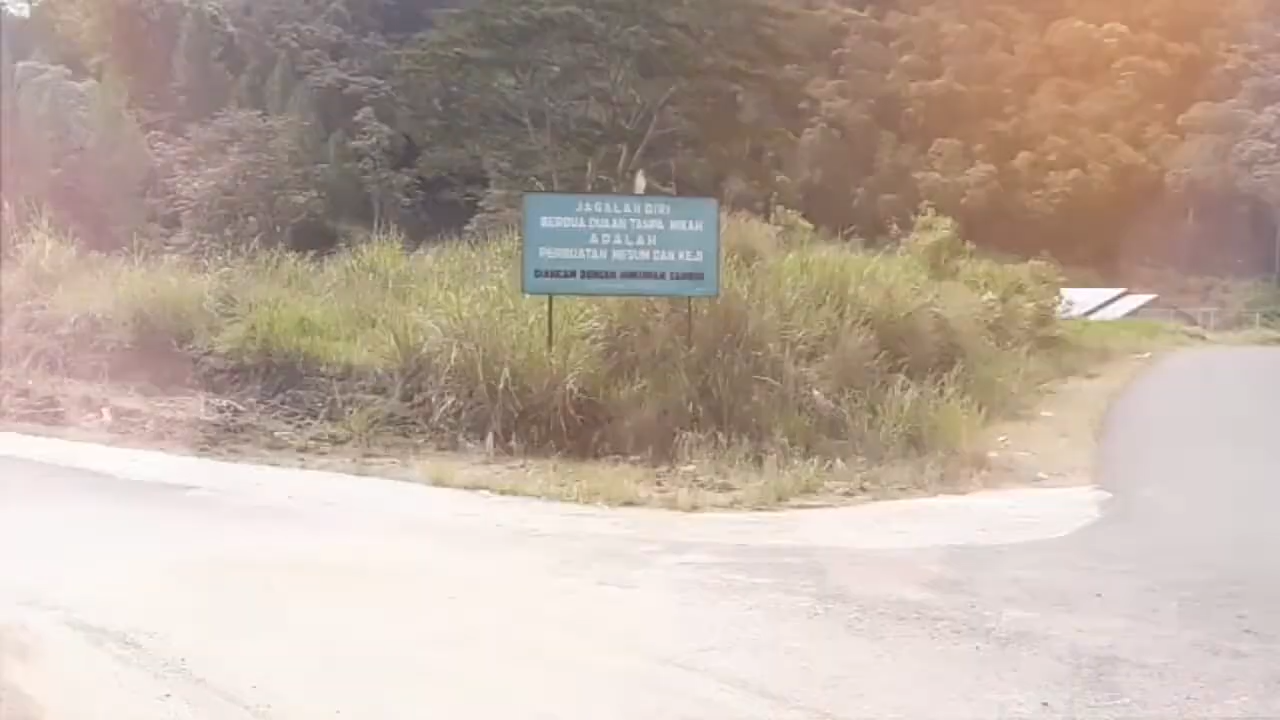 JAGALAH DIRI
BERDUA DUAAN TANPA NIKAH
ADALAH
PERBUATAN MESUM DAN KEJI
DIANCAM DENGAN HUKUMAN